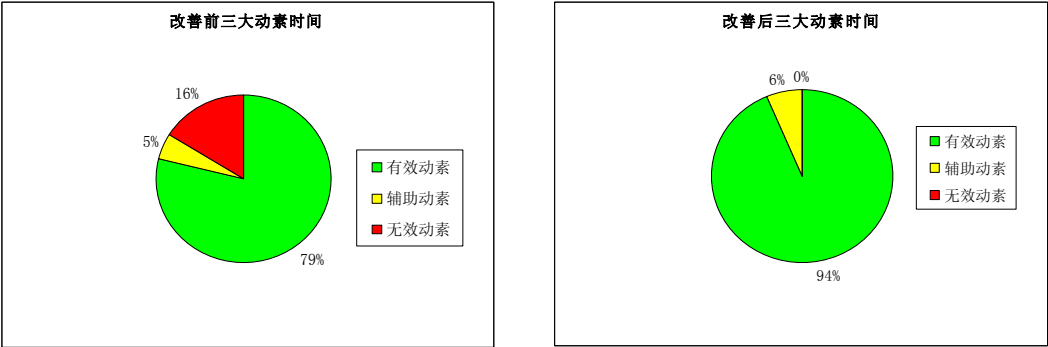 改善前三大动素时间
16%
5%
79%
有效动素
辅助动素
无效动素
改善后三大动素时间
6%
0%
94%
有效动素
辅助动素
无效动素